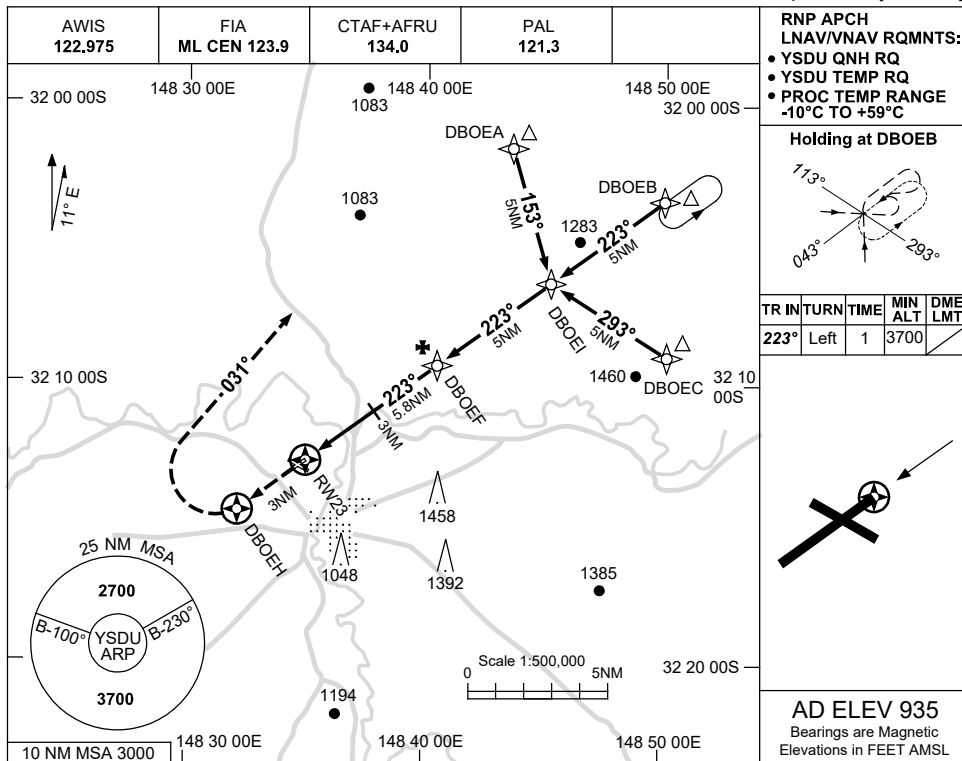 AWIS
122.975
FIA
ML CEN 123.9
CTAF+AFRU
134.0
PAL
121.3
RNP APCH
LNAV/VNAV RQMNTS:
• YSDU QNH RQ
• YSDU TEMP RQ
• PROC TEMP RANGE
-10°C TO +59°C
148 30 00E
148 40 00E
148 50 00E
32 00 00S
32 00 00S
1083
DBOEA
11° E
153°
5NM
DBOEB
1083
1283
223°
5NM
Holding at DBOEB
113°
043°
293°
TR IN
TURN
TIME
MIN
ALT
DME
LMT
223°
Left
1
3700
223°
5NM
DBOEI
293°
5NM
DBOEC
1460
32 10 00S
32 10
00S
031°
223°
5.8NM
DBOEF
3NM
RW23
3NM
DBOEH
1458
1048
1392
1385
25 NM MSA
2700
B-100°
B-230°
YSDU
ARP
3700
Scale 1:500,000
0
5NM
32 20 00S
1194
10 NM MSA 3000
148 30 00E
148 40 00E
148 50 00E
AD ELEV 935
Bearings are Magnetic
Elevations in FEET AMSL